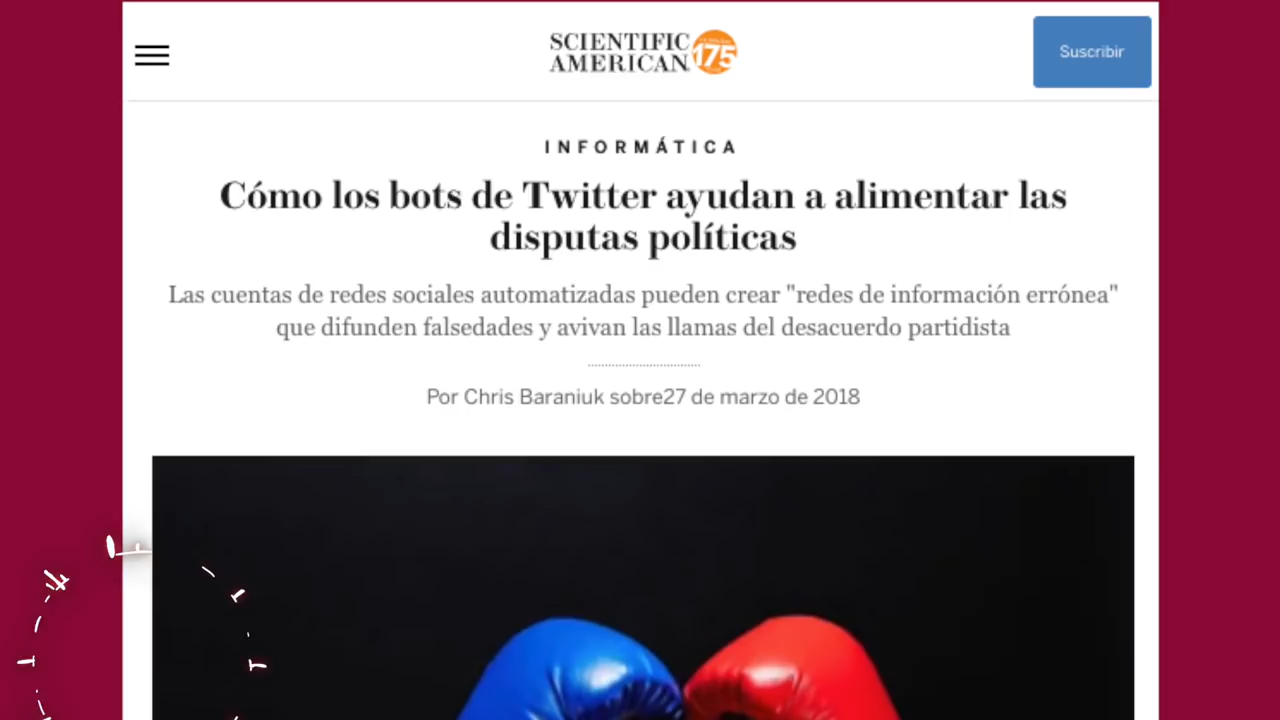 SCIENTIFIC
AMERICAN 175
Suscribir
INFORMÁTICA
Cómo los bots de Twitter ayudan a alimentar las
disputas políticas
Las cuentas de redes sociales automatizadas pueden crear "redes de información errónea"
que difunden falsedades y avivan las llamas del desacuerdo partidista
Por Chris Baraniuk sobre27 de marzo de 2018